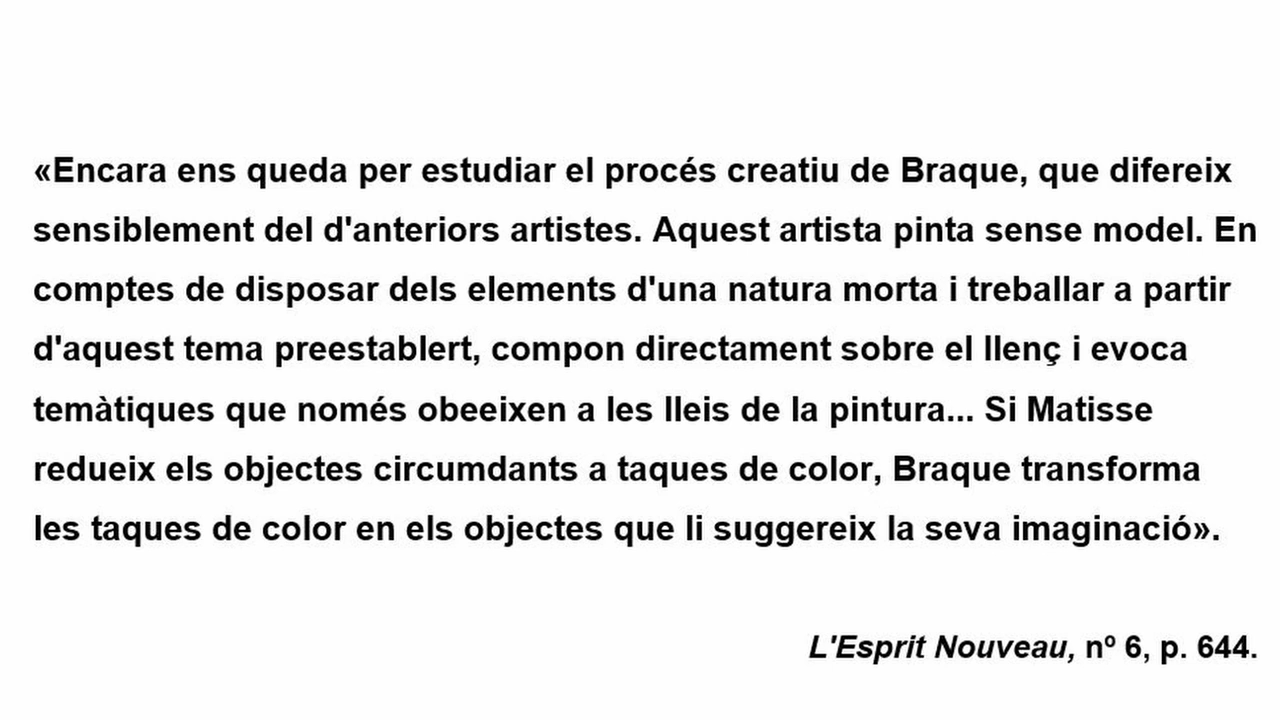 «Encara ens queda per estudiar el procés creatiu de Braque, que difereix
sensiblement del d'anteriors artistes. Aquest artista pinta sense model. En
comptes de disposar dels elements d'una natura morta i treballar a partir
d'aquest tema preestablert, compon directament sobre el llenç i evoca
temàtiques que només obeeixen a les lleis de la pintura... Si Matisse
redueix els objectes circumdants a taques de color, Braque transforma
les taques de color en els objectes que li suggereix la seva imaginació».
L'Esprit Nouveau, nº 6, p. 644.